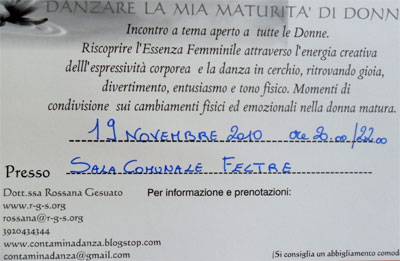 DANZARE LA MIA MATURITA' DI DONN
Incontro a tema aperto a tutte le Donne.
Riscoprire l'Essenza Femminile attraverso l'energia creativa
delll'espressività corporea e la danza in cerchio, ritrovando gioia,
divertimento, entusiasmo e tono fisico. Momenti di
condivisione sui cambiamenti fisici ed emozionali nella donna matura.
19 NOVEMBRE 2010 Ore 20.00/22.00
Presso SALA COMUNALE FELTRE
Dott.ssa Rossana Gesuato Per informazione e prenotazioni:
www.r-g-s.org
rossana@r-g-s.org
3920434344
www.contaminadanza.blogstop.com
contaminadanza@gmail.com
(Si consiglia un abbigliamento comod